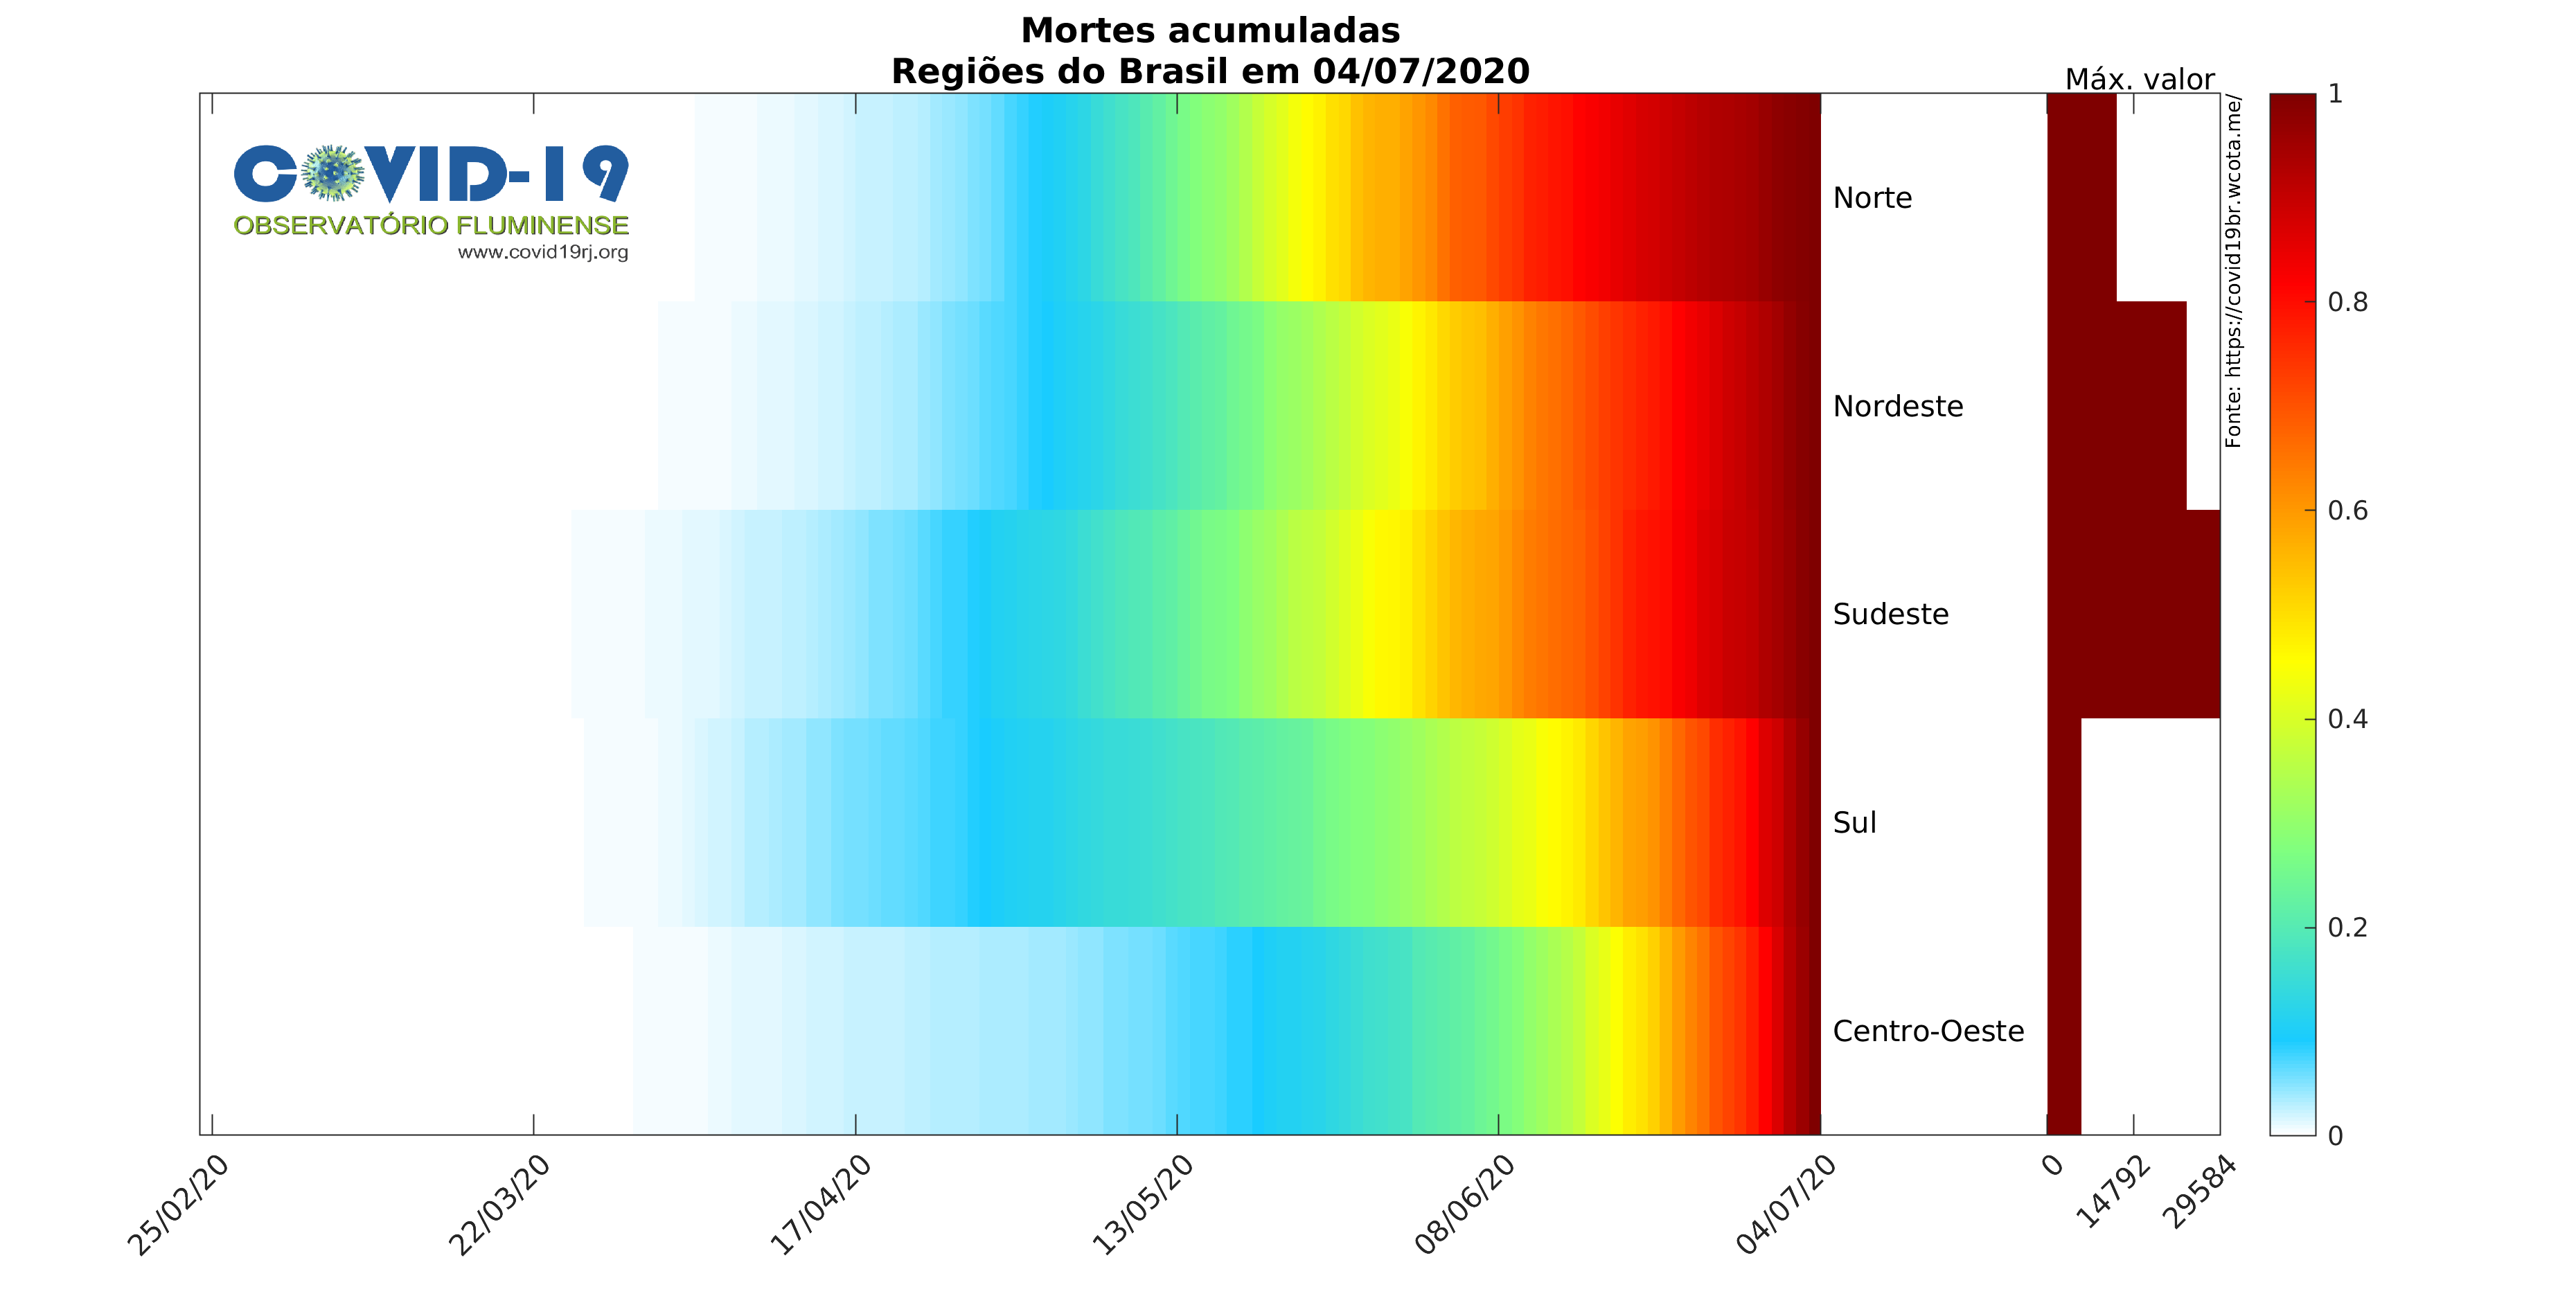 Mortes acumuladas
Regiões do Brasil em 04/07/2020
Máx. valor
COVID-19
OBSERVATÓRIO FLUMINENSE
www.covid19rj.org
Norte
Nordeste
Sudeste
Sul
Centro-Oeste
Fonte: https://covid19br.wcota.me/
1
0.8
0.6
0.4
0.2
0
25/02/20
22/03/20
17/04/20
13/05/20
08/06/20
04/07/20
0
14792
29584